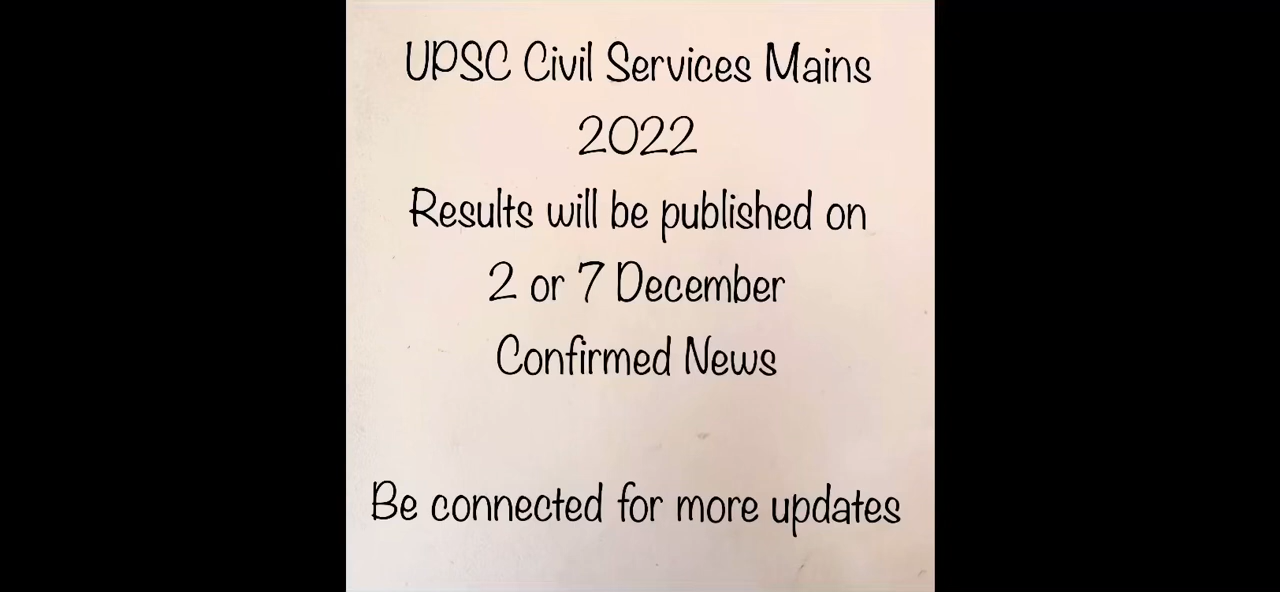 UPSC Civil Services Mains
2022
Results will be published on
2 or 7 December
Confirmed News
Be connected for more updates